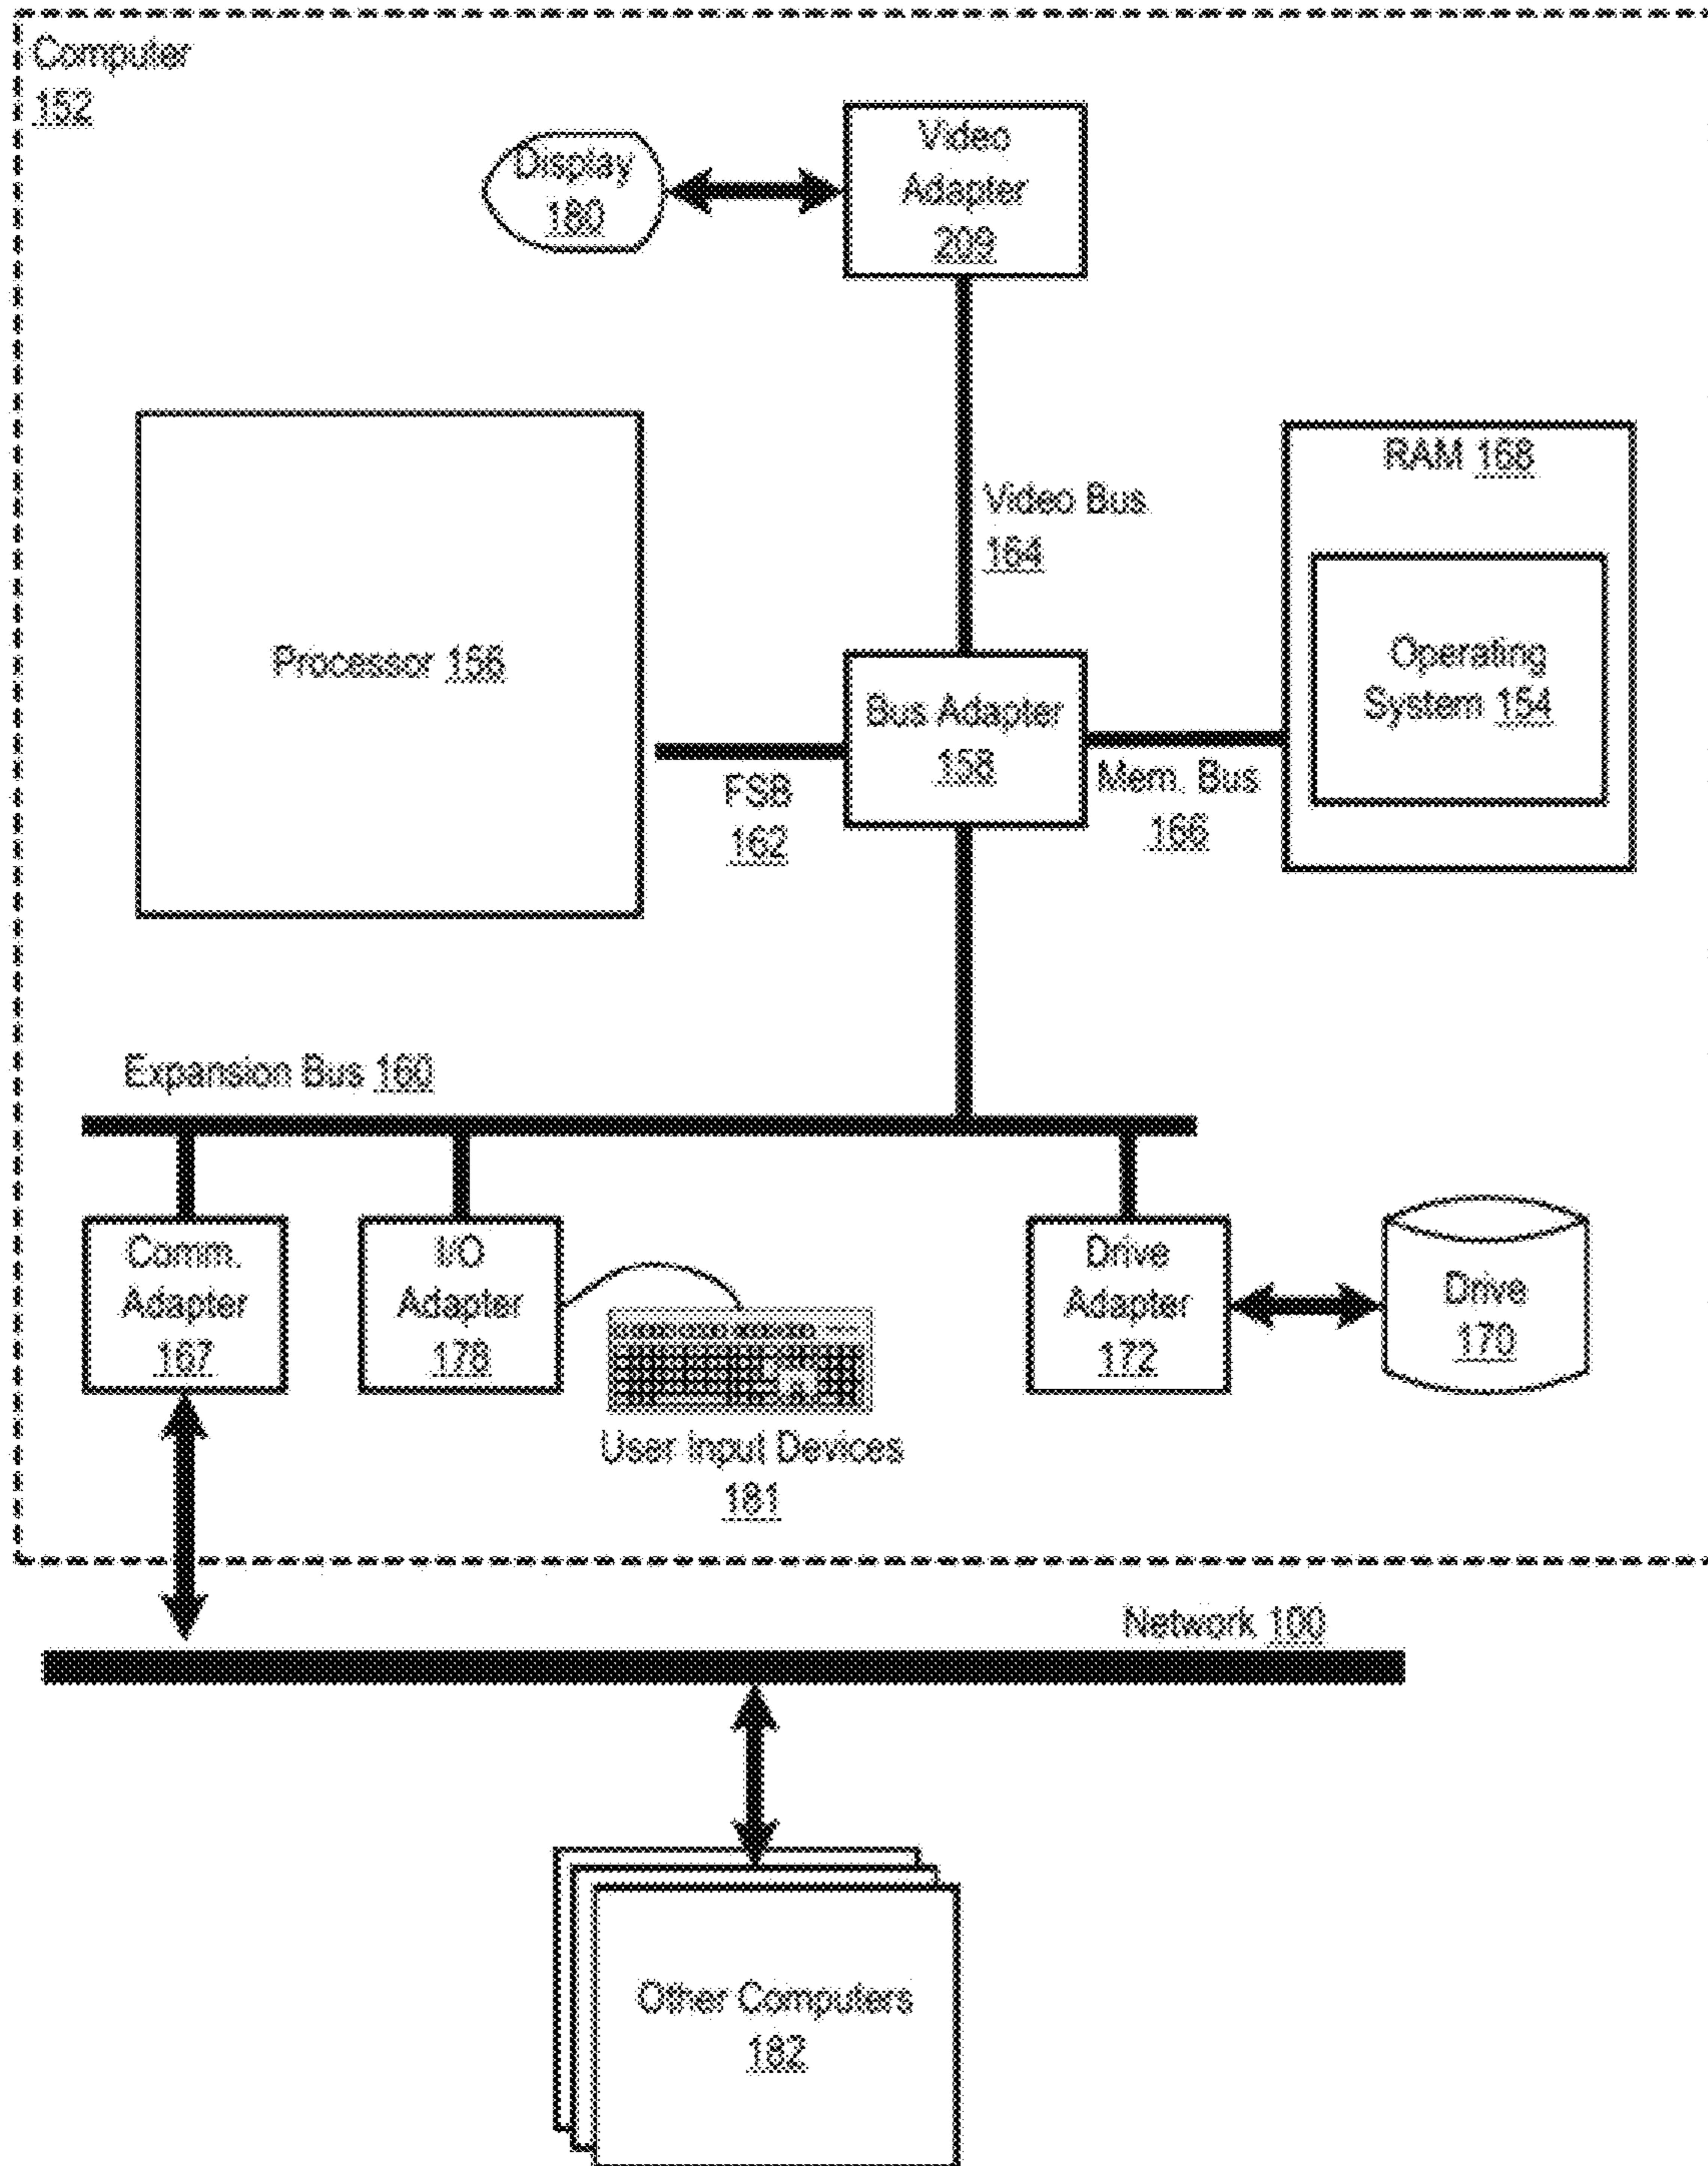 Computer
152
Display
180
Video
Adapter
209
Video Bus
164
RAM 168
Operating
System 154
Processor 156
Bus Adapter
158
FSB
162
Mem. Bus
166
Expansion Bus 160
Comm.
Adapter
167
I/O
Adapter
178
User Input Devices
181
Drive
Adapter
172
Drive
170
Network 100
Other Computers
182